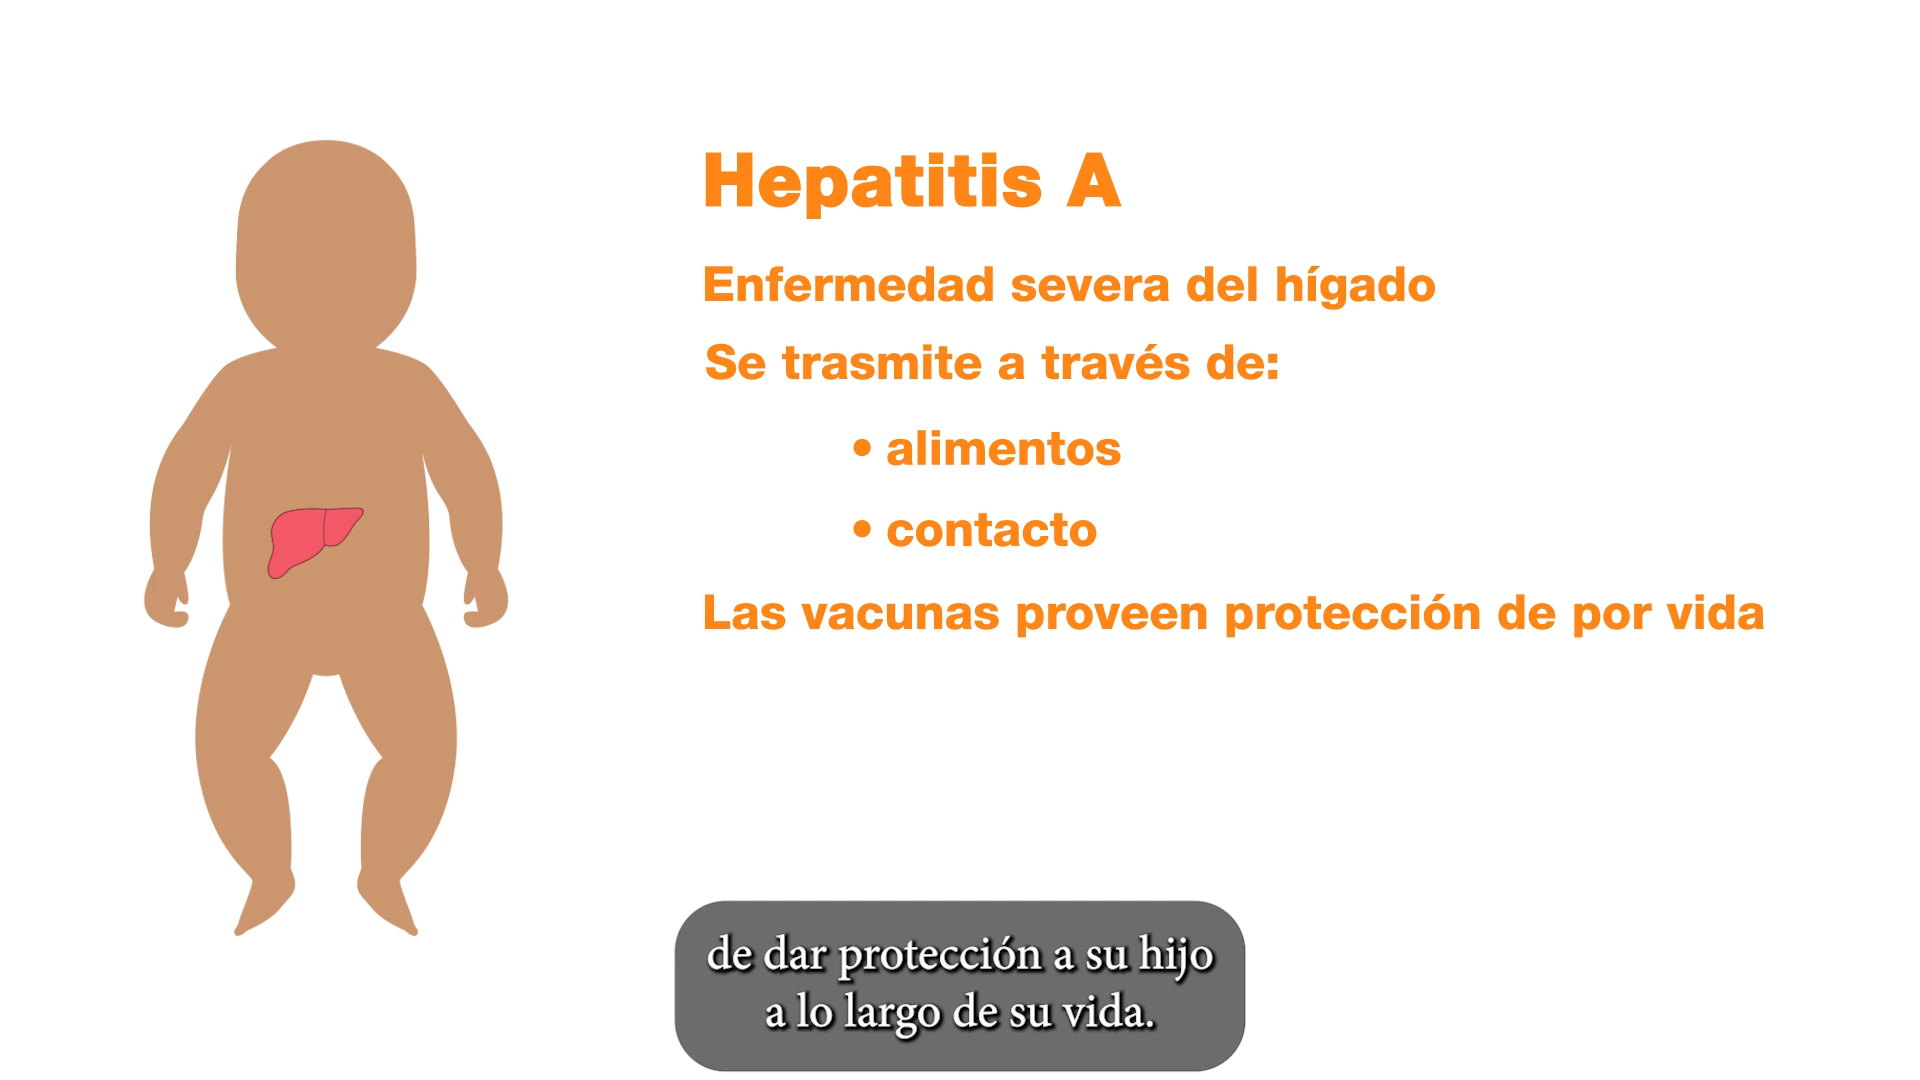 Hepatitis A
Enfermedad severa del hígado
Se trasmite a través de:
• alimentos
• contacto
Las vacunas proveen protección de por vida
de dar protección a su hijo
a lo largo de su vida.